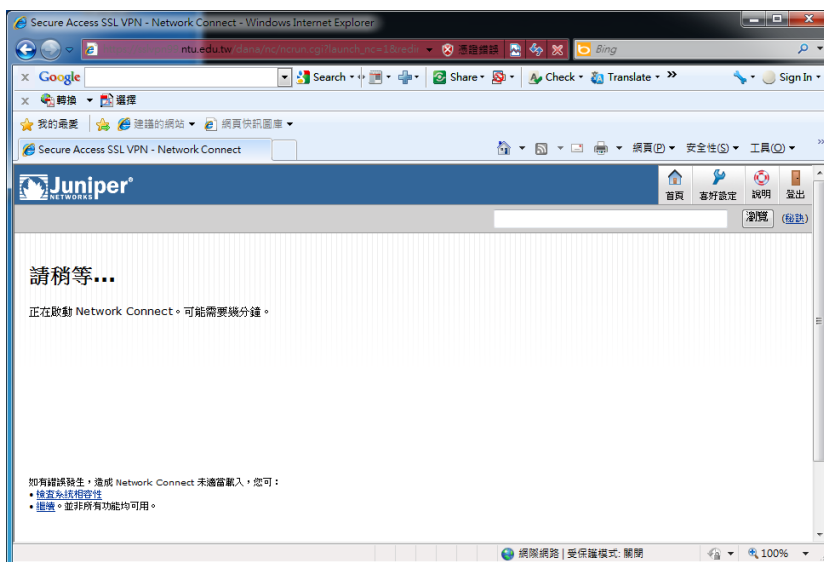 Secure Access SSL VPN - Network Connect - Windows Internet Explorer
ntu.edu.tw/dana/nc/ncrun.cgi?launch_nc=1&redir 憑證錯誤 Bing
x Google Search Share Check Translate » Sign In
x 轉換 選擇
我的最愛 建議的網站 網頁快訊圖庫
Secure Access SSL VPN - Network Connect 網頁(P) 安全性(S) 工具(O) »
Juniper®
NETWORKS
首頁 喜好設定 說明 登出
瀏覽 (秘訣)
請稍等...
正在啟動 Network Connect。可能需要幾分鐘。
如有錯誤發生,造成 Network Connect 未適當載入,您可:
• 檢查系統相容性
• 繼續。並非所有功能均可用。
網際網路 | 受保護模式: 關閉 100%